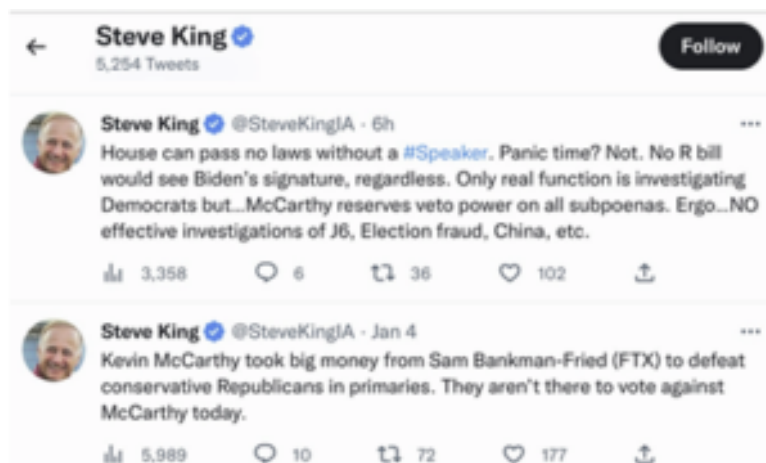 Steve King
5,254 Tweets
Follow
Steve King @SteveKingIA · 6h
House can pass no laws without a #Speaker. Panic time? Not. No R bill
would see Biden's signature, regardless. Only real function is investigating
Democrats but...McCarthy reserves veto power on all subpoenas. Ergo...NO
effective investigations of J6, Election fraud, China, etc.
3,358 6 36 102
Steve King @SteveKingIA · Jan 4
Kevin McCarthy took big money from Sam Bankman-Fried (FTX) to defeat
conservative Republicans in primaries. They aren't there to vote against
McCarthy today.
5,989 10 72 177